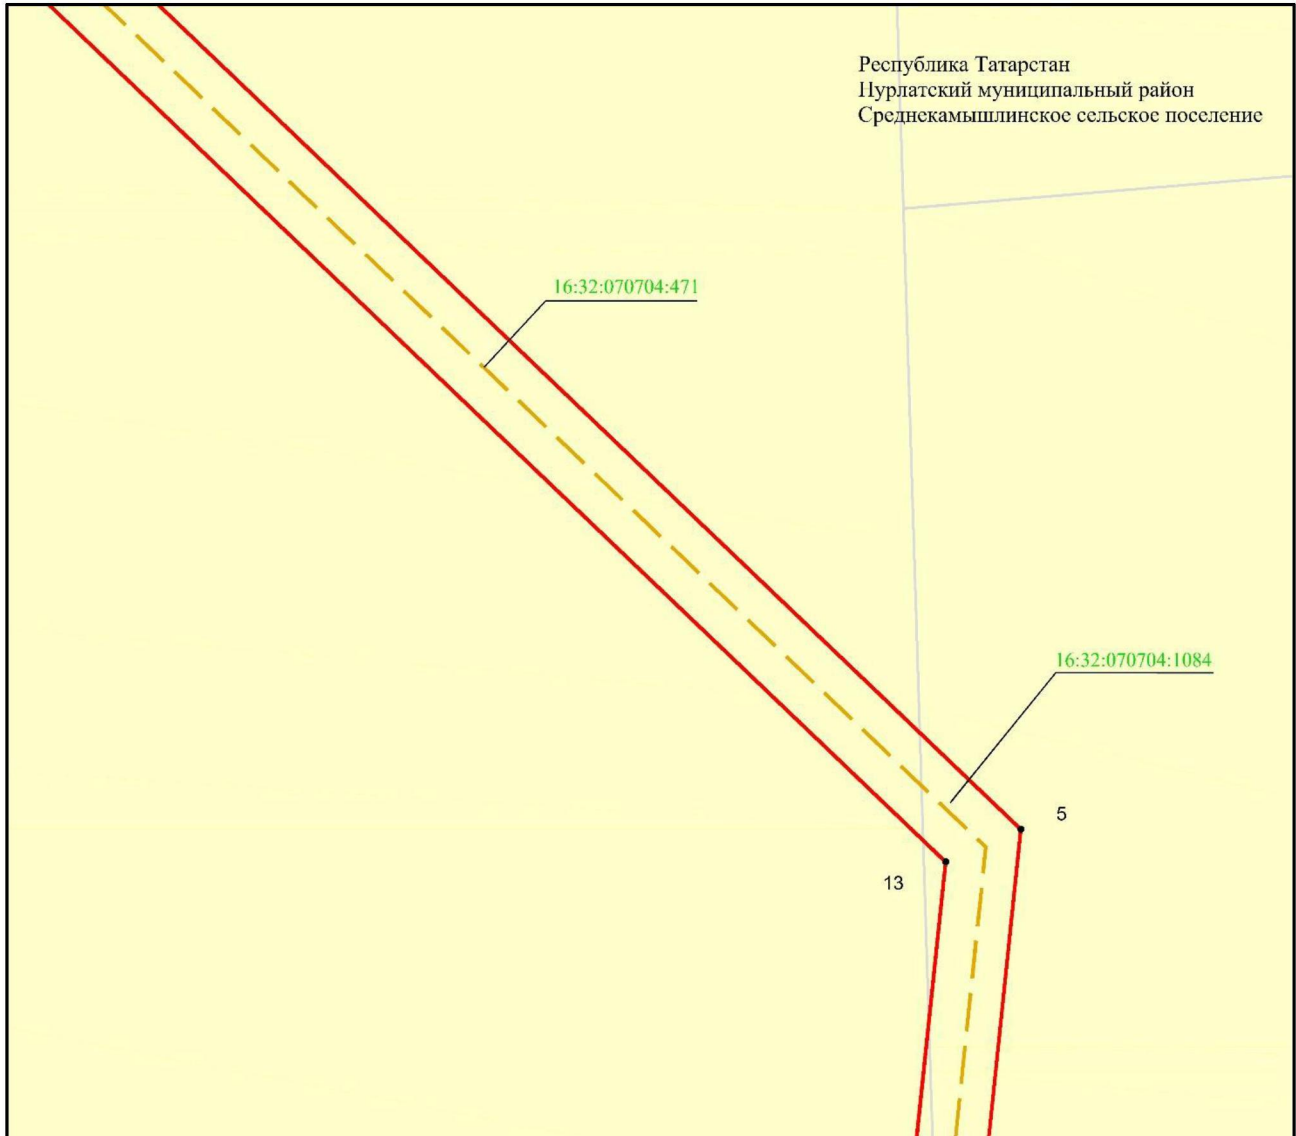 Республика Татарстан
Нурлатский муниципальный район
Среднекамышлинское сельское поселение
16:32:070704:471
16:32:070704:1084
5
13